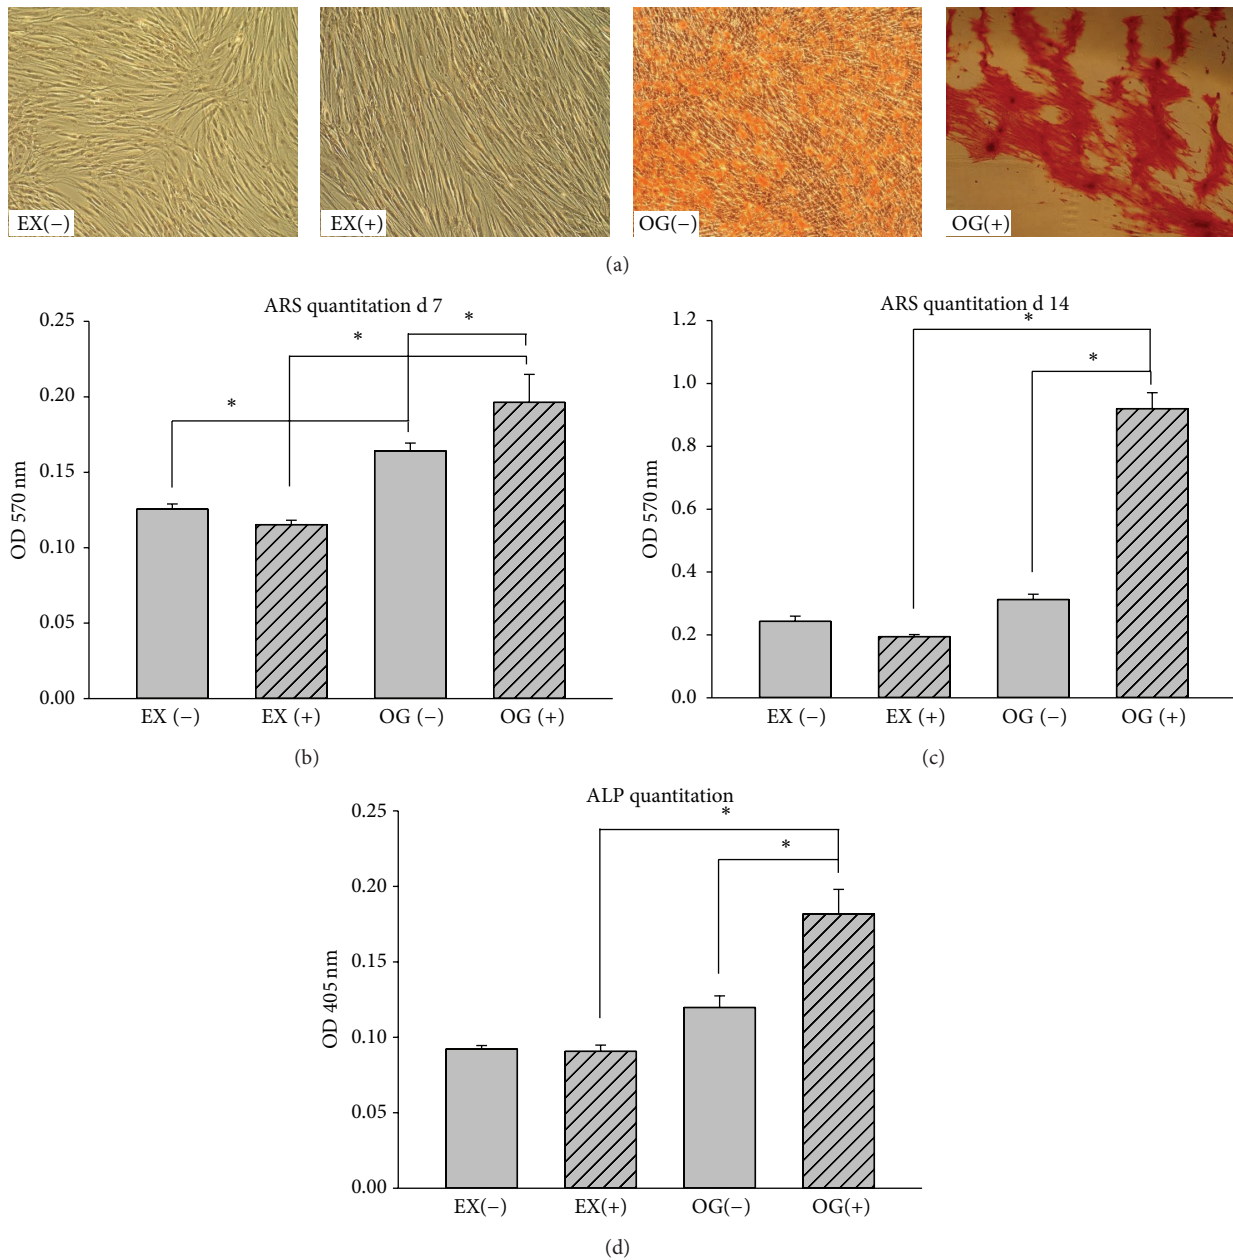 EX(−)
EX(+)
OG(−)
OG(+)
(a)
ARS quantitation d 7
0.25
0.20
0.15
0.10
0.05
0.00
OD 570 nm
*
*
*
EX (−)
EX (+)
OG (−)
OG (+)
(b)
ARS quantitation d 14
1.2
1.0
0.8
0.6
0.4
0.2
0.0
OD 570 nm
*
*
EX (−)
EX (+)
OG (−)
OG (+)
(c)
ALP quantitation
0.25
0.20
0.15
0.10
0.05
0.00
OD 405 nm
*
*
EX(−)
EX(+)
OG(−)
OG(+)
(d)